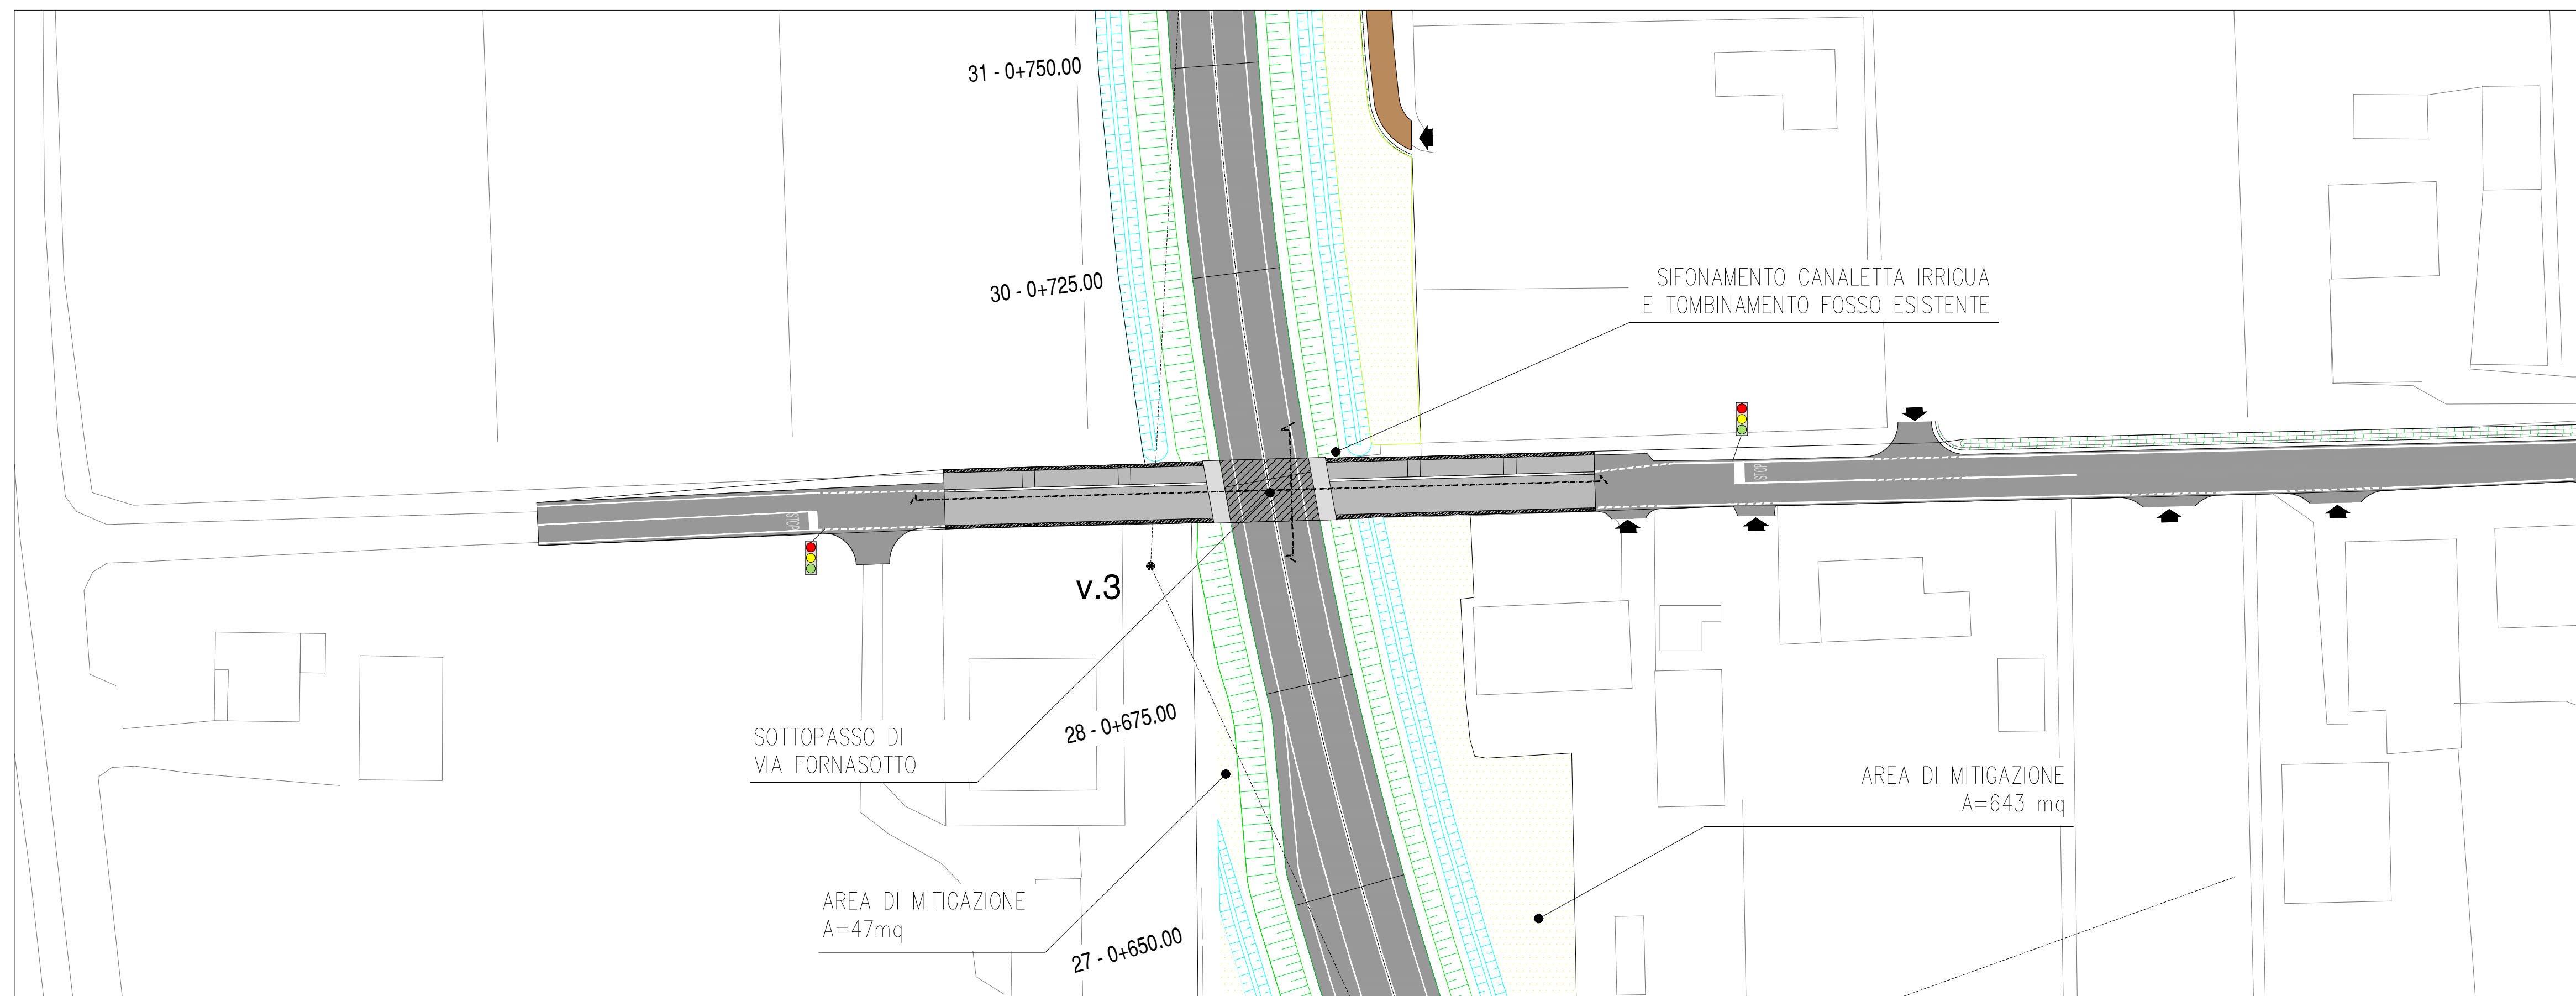 31 - 0+750.00
30 - 0+725.00
SIFONAMENTO CANALETTA IRRIGUA
E TOMBINAMENTO FOSSO ESISTENTE
STOP
STOP
v.3
28 - 0+675.00
SOTTOPASSO DI
VIA FORNASOTTO
AREA DI MITIGAZIONE
A=643 mq
AREA DI MITIGAZIONE
A=47mq
27 - 0+650.00